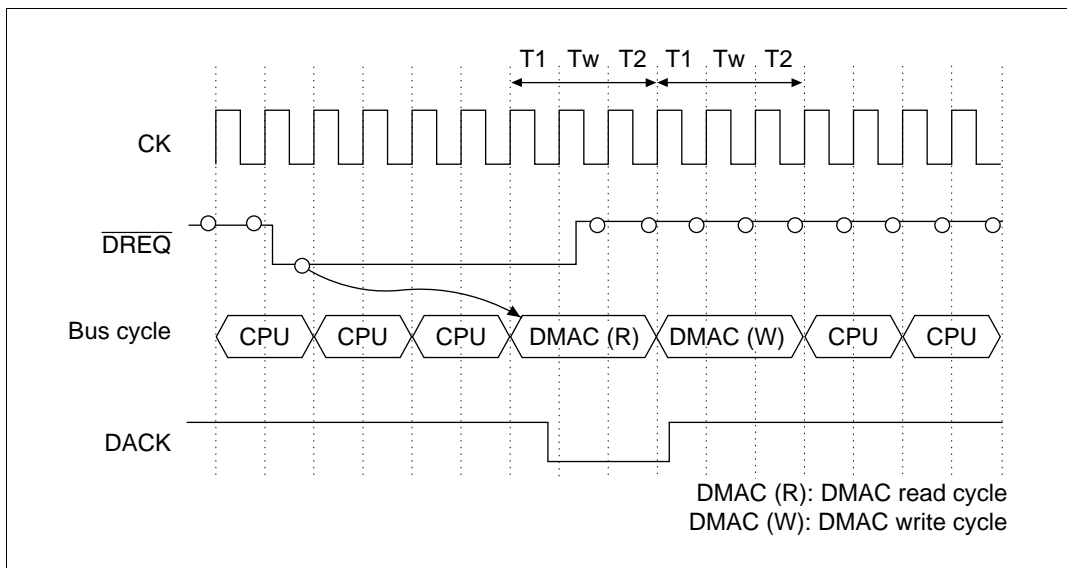 T1 Tw T2 T1 Tw T2
CK
DREQ
Bus cycle CPU CPU CPU DMAC (R) DMAC (W) CPU CPU
DACK
DMAC (R): DMAC read cycle
DMAC (W): DMAC write cycle